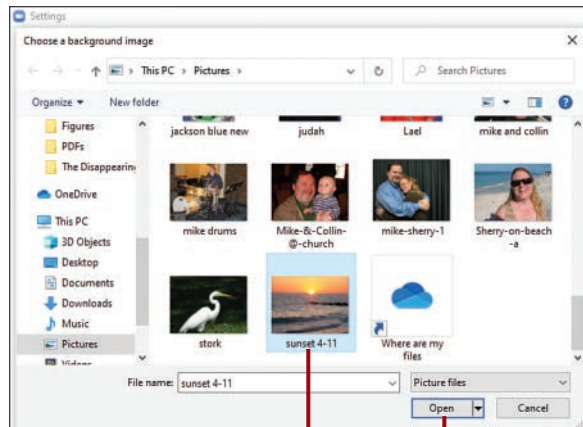 Settings
Choose a background image
This PC > Pictures >
Search Pictures
Organize
New folder
Figures
PDFs
The Disappearing
OneDrive
This PC
3D Objects
Desktop
Documents
Downloads
Music
Pictures
Videos
jackson blue new
judah
Lael
mike and collin
mike drums
Mike-&-Collin-
@-church
mike-sherry-1
Sherry-on-beach
-a
stork
sunset 4-11
Where are my
files
File name: sunset 4-11
Picture files
Open
Cancel